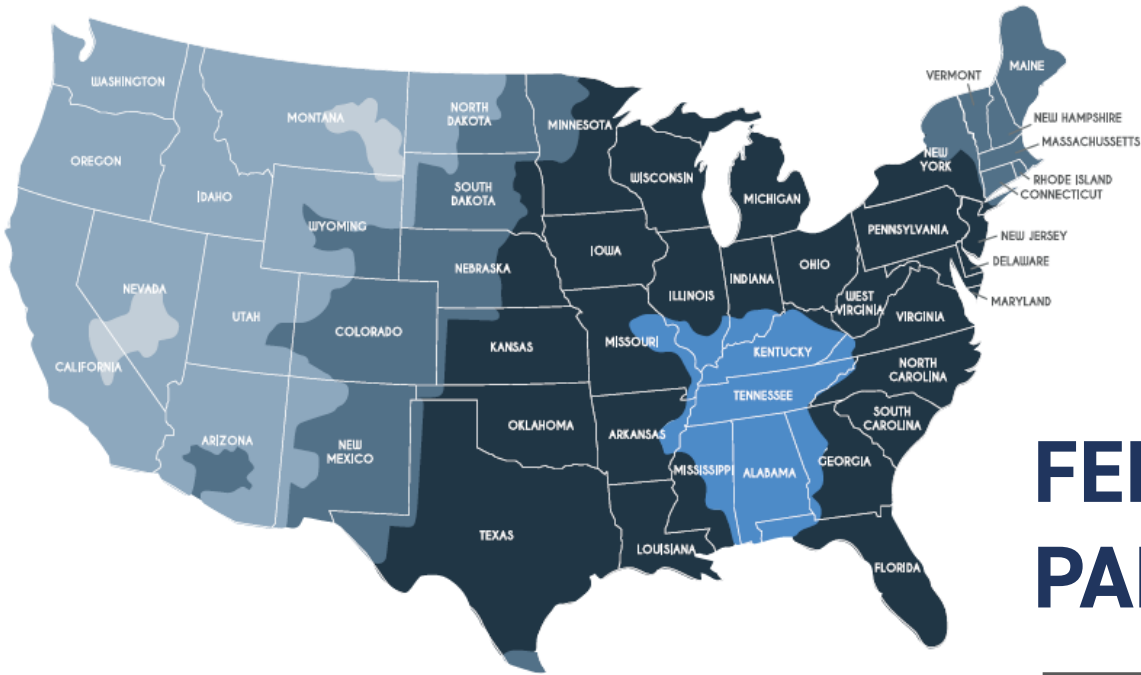 WASHINGTON
MONTANA
NORTH
DAKOTA
MINNESOTA
VERMONT
MAINE
NEW HAMPSHIRE
MASSACHUSSETTS
OREGON
IDAHO
SOUTH
DAKOTA
WISCONSIN
MICHIGAN
NEW
YORK
RHODE ISLAND
CONNECTICUT
WYOMING
NEBRASKA
IOWA
PENNSYLVANIA
NEW JERSEY
NEVADA
UTAH
COLORADO
ILLINOIS
INDIANA
OHIO
DELAWARE
WEST
VIRGINIA
VIRGINIA
MARYLAND
CALIFORNIA
KANSAS
MISSOURI
KENTUCKY
NORTH
CAROLINA
TENNESSEE
ARIZONA
NEW
MEXICO
OKLAHOMA
ARKANSAS
SOUTH
CAROLINA
MISSISSIPPI
ALABAMA
GEORGIA
TEXAS
LOUISIANA
FLORIDA